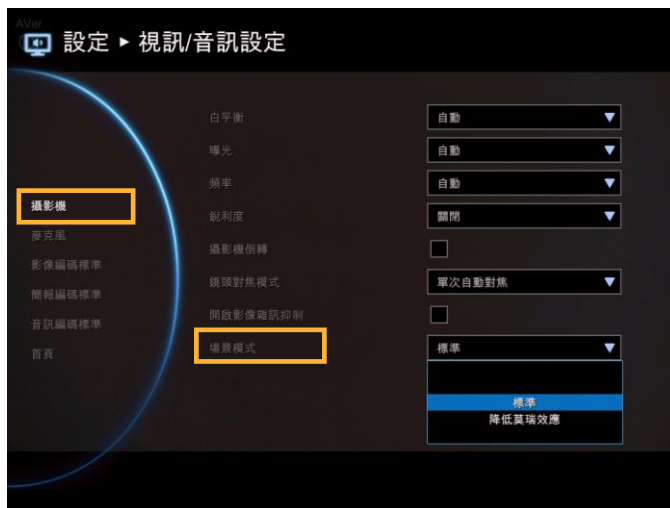 AVer
設定 ▸ 視訊/音訊設定
攝影機
麥克風
影像編碼標準
簡報編碼標準
音訊編碼標準
首頁
白平衡 自動
曝光 自動
頻率 自動
銳利度 關閉
攝影機倒轉
鏡頭對焦模式 單次自動對焦
開啟影像雜訊抑制
場景模式 標準
標準
降低莫瑞效應